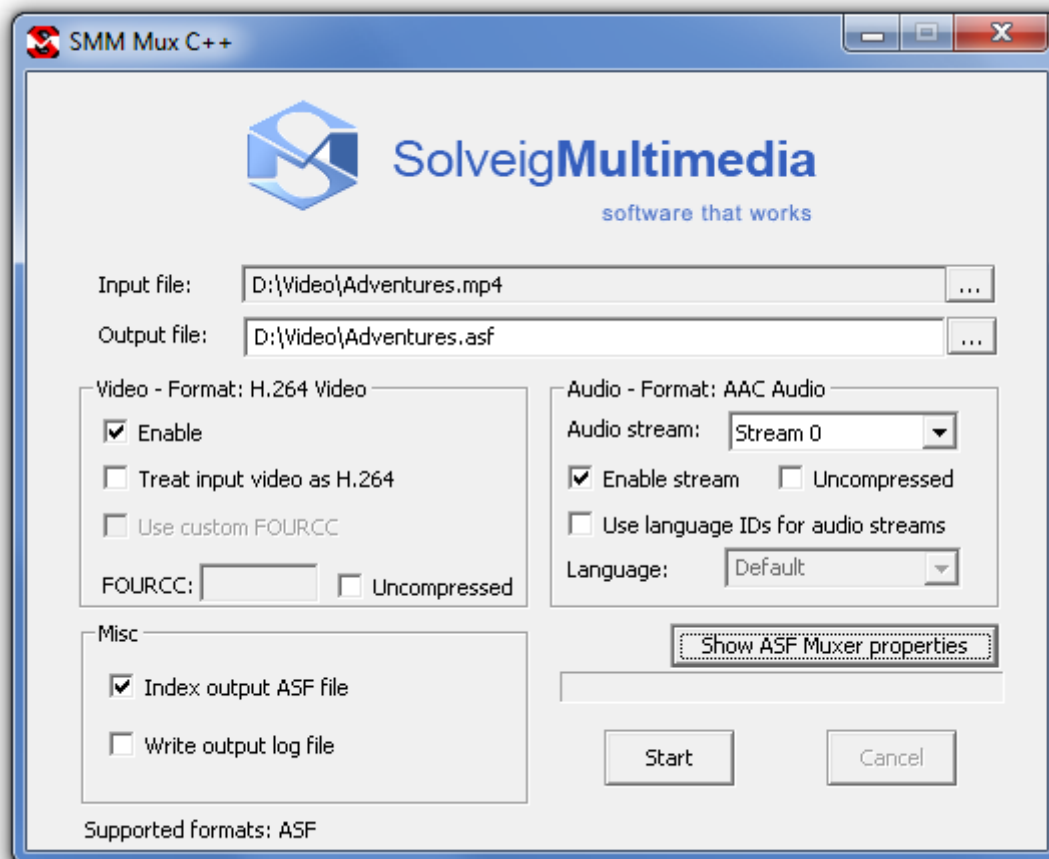 SMM Mux C++
SolveigMultimedia
software that works
Input file: D:\Video\Adventures.mp4 ...
Output file: D:\Video\Adventures.asf ...
Video - Format: H.264 Video
Enable
Treat input video as H.264
Use custom FOURCC
FOURCC: Uncompressed
Audio - Format: AAC Audio
Audio stream: Stream 0
Enable stream Uncompressed
Use language IDs for audio streams
Language: Default
Misc
Index output ASF file
Write output log file
Show ASF Muxer properties
Start Cancel
Supported formats: ASF